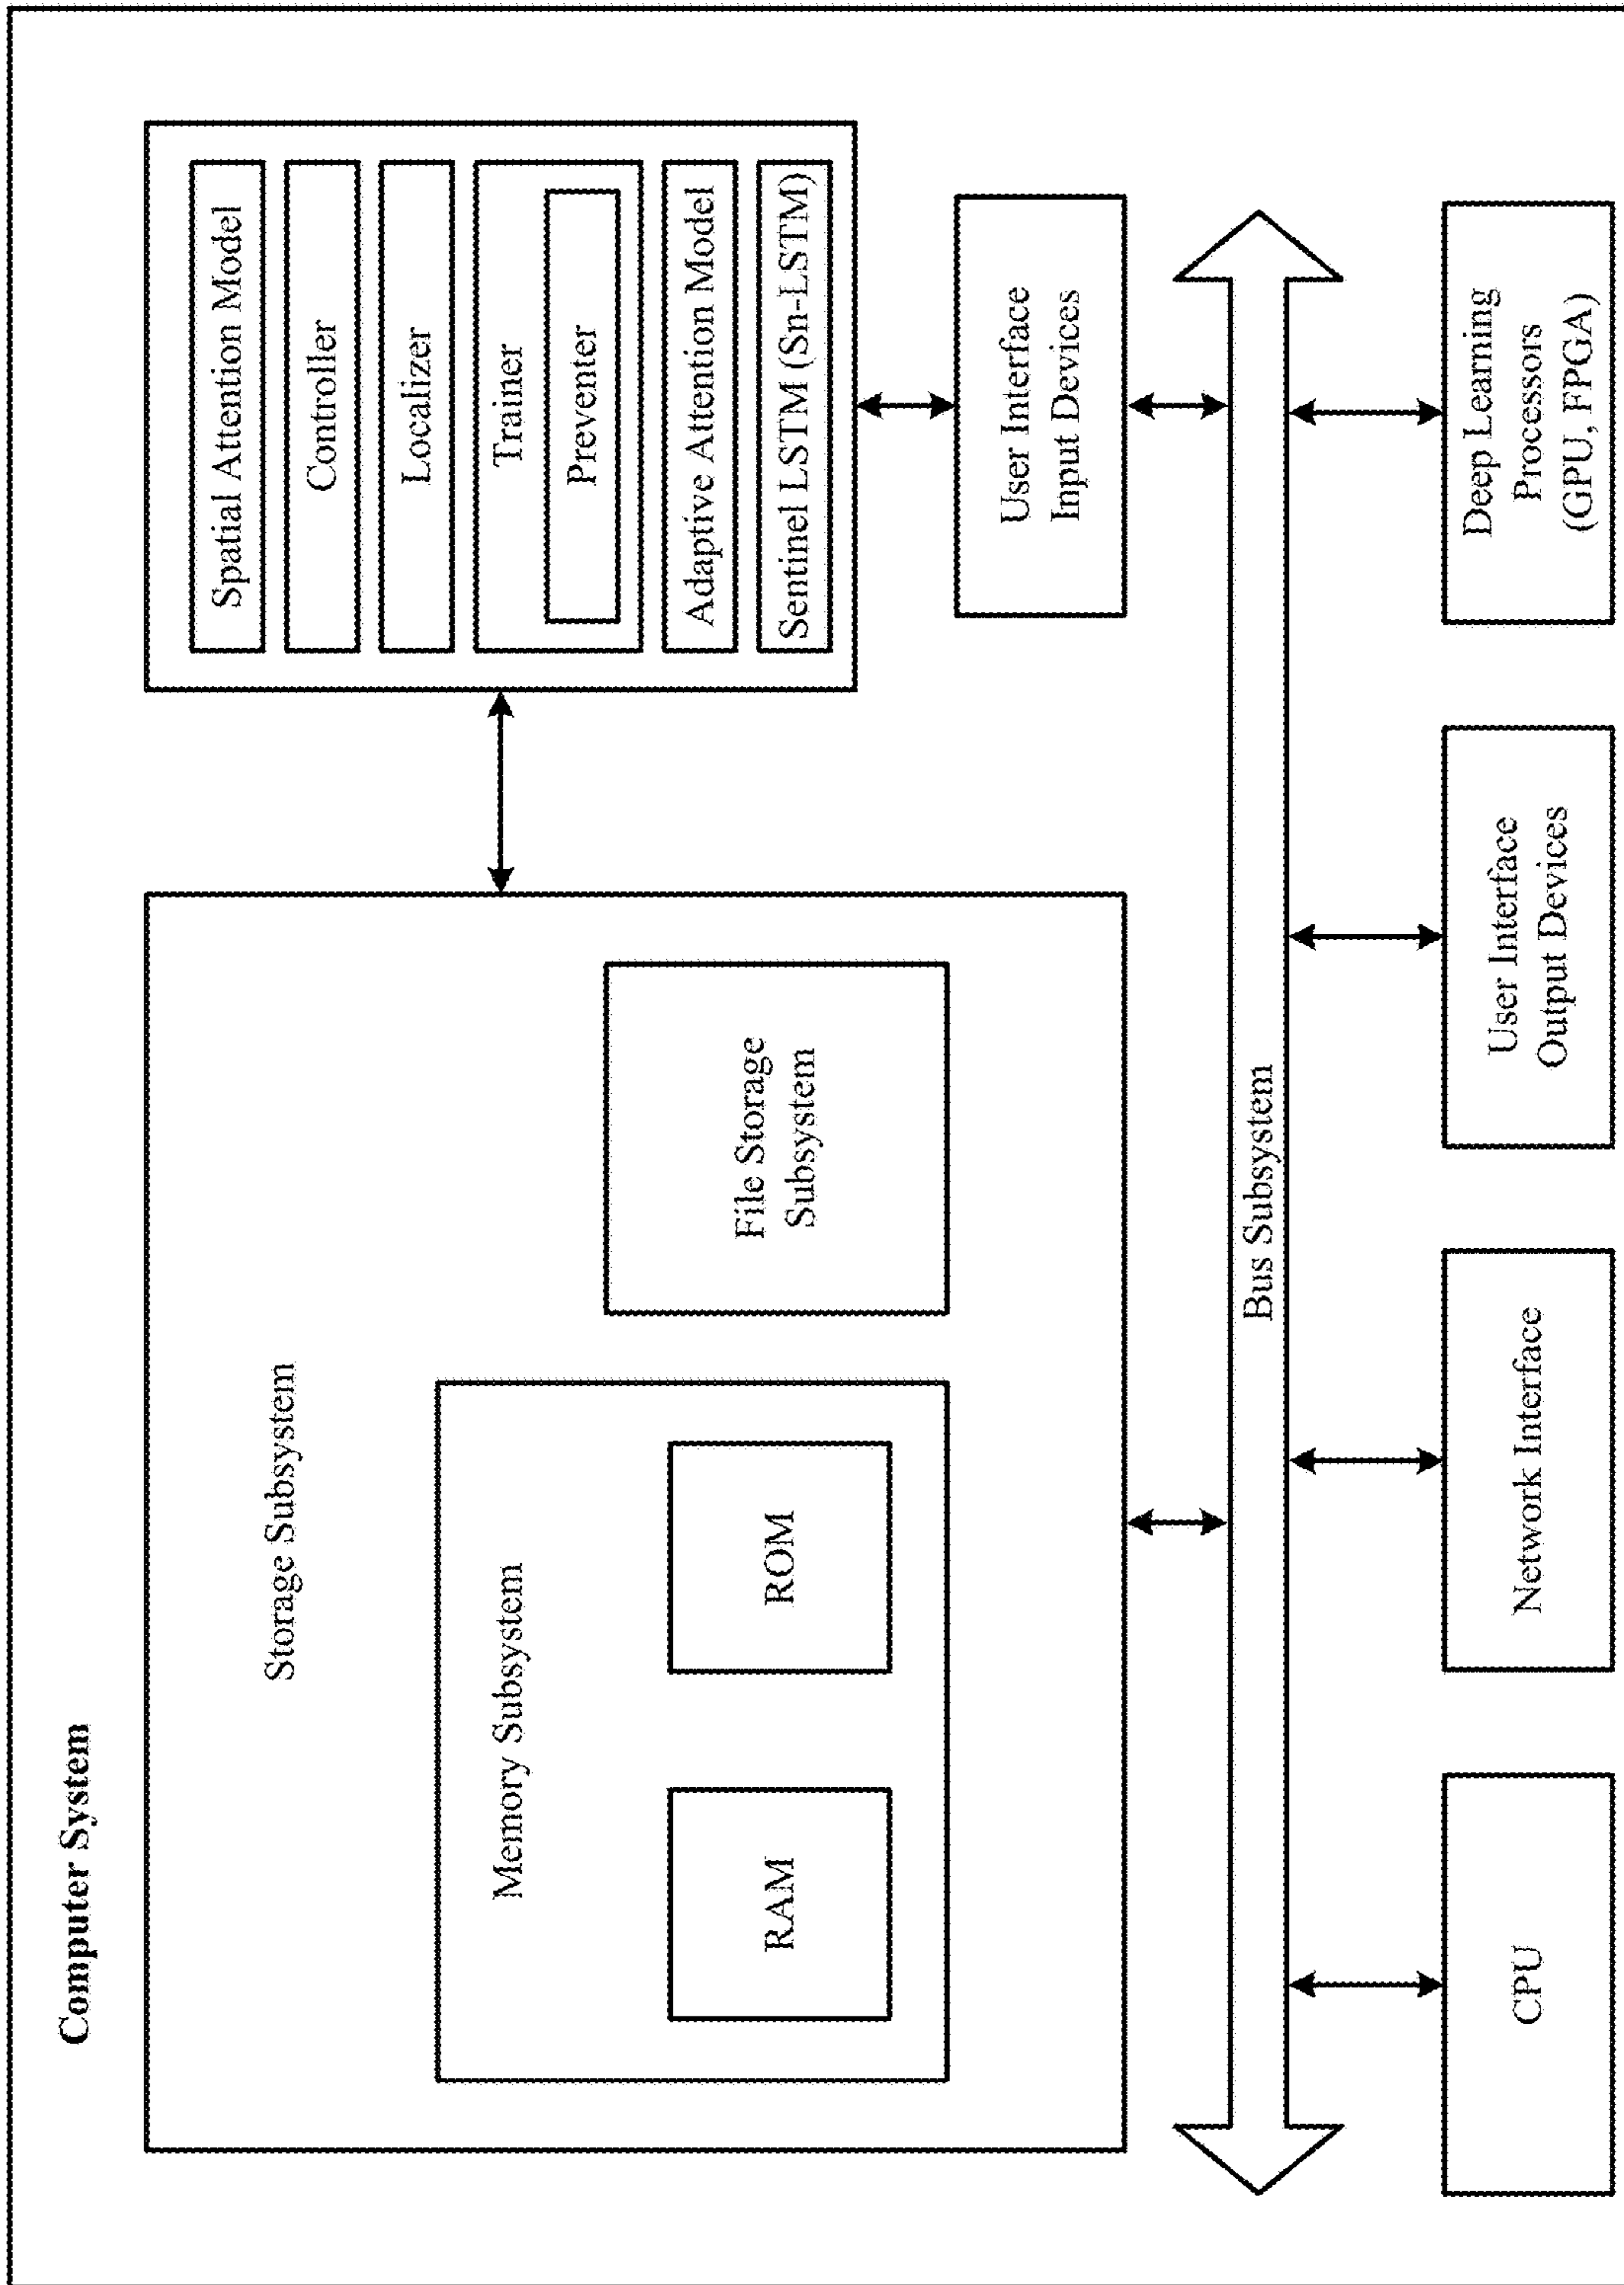 Computer System
Storage Subsystem
Memory Subsystem
RAM
ROM
File Storage
Subsystem
Spatial Attention Model
Controller
Localizer
Trainer
Preventer
Adaptive Attention Model
Sentinel LSTM (Sn-LSTM)
User Interface
Input Devices
Bus Subsystem
CPU
Network Interface
User Interface
Output Devices
Deep Learning
Processors
(GPU, FPGA)